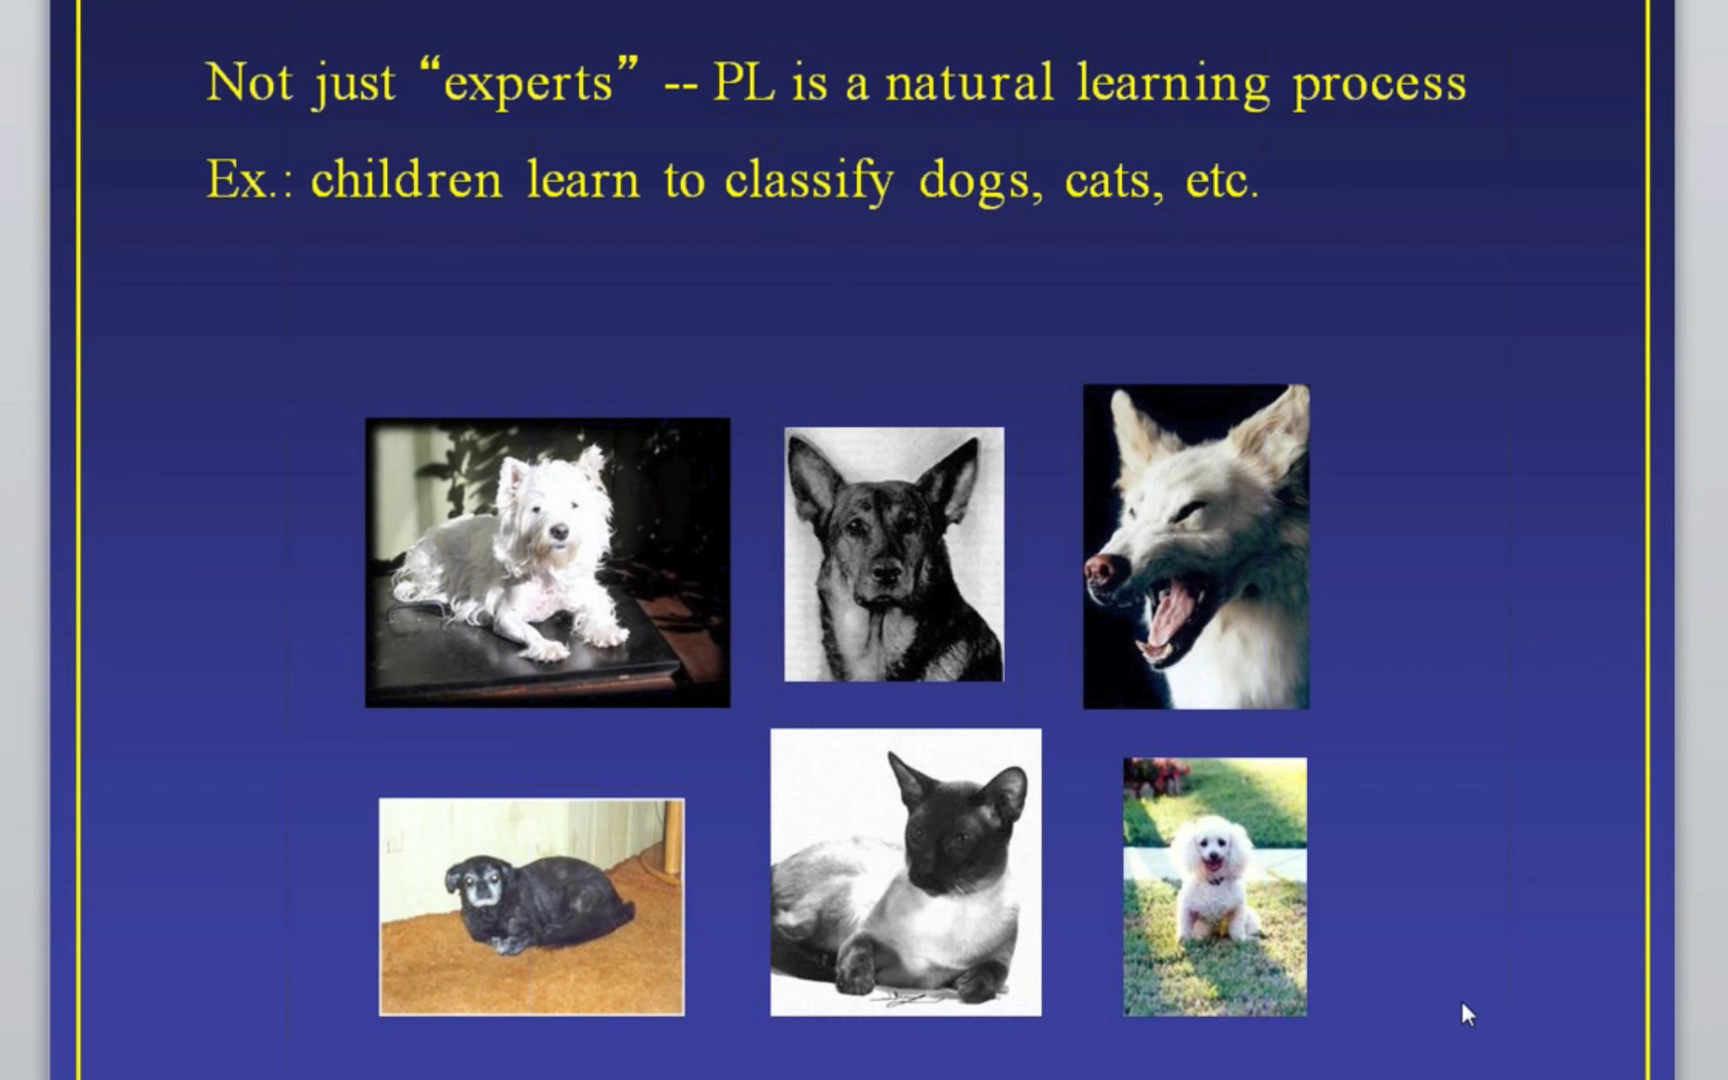 Not just “experts” -- PL is a natural learning process
Ex.: children learn to classify dogs, cats, etc.